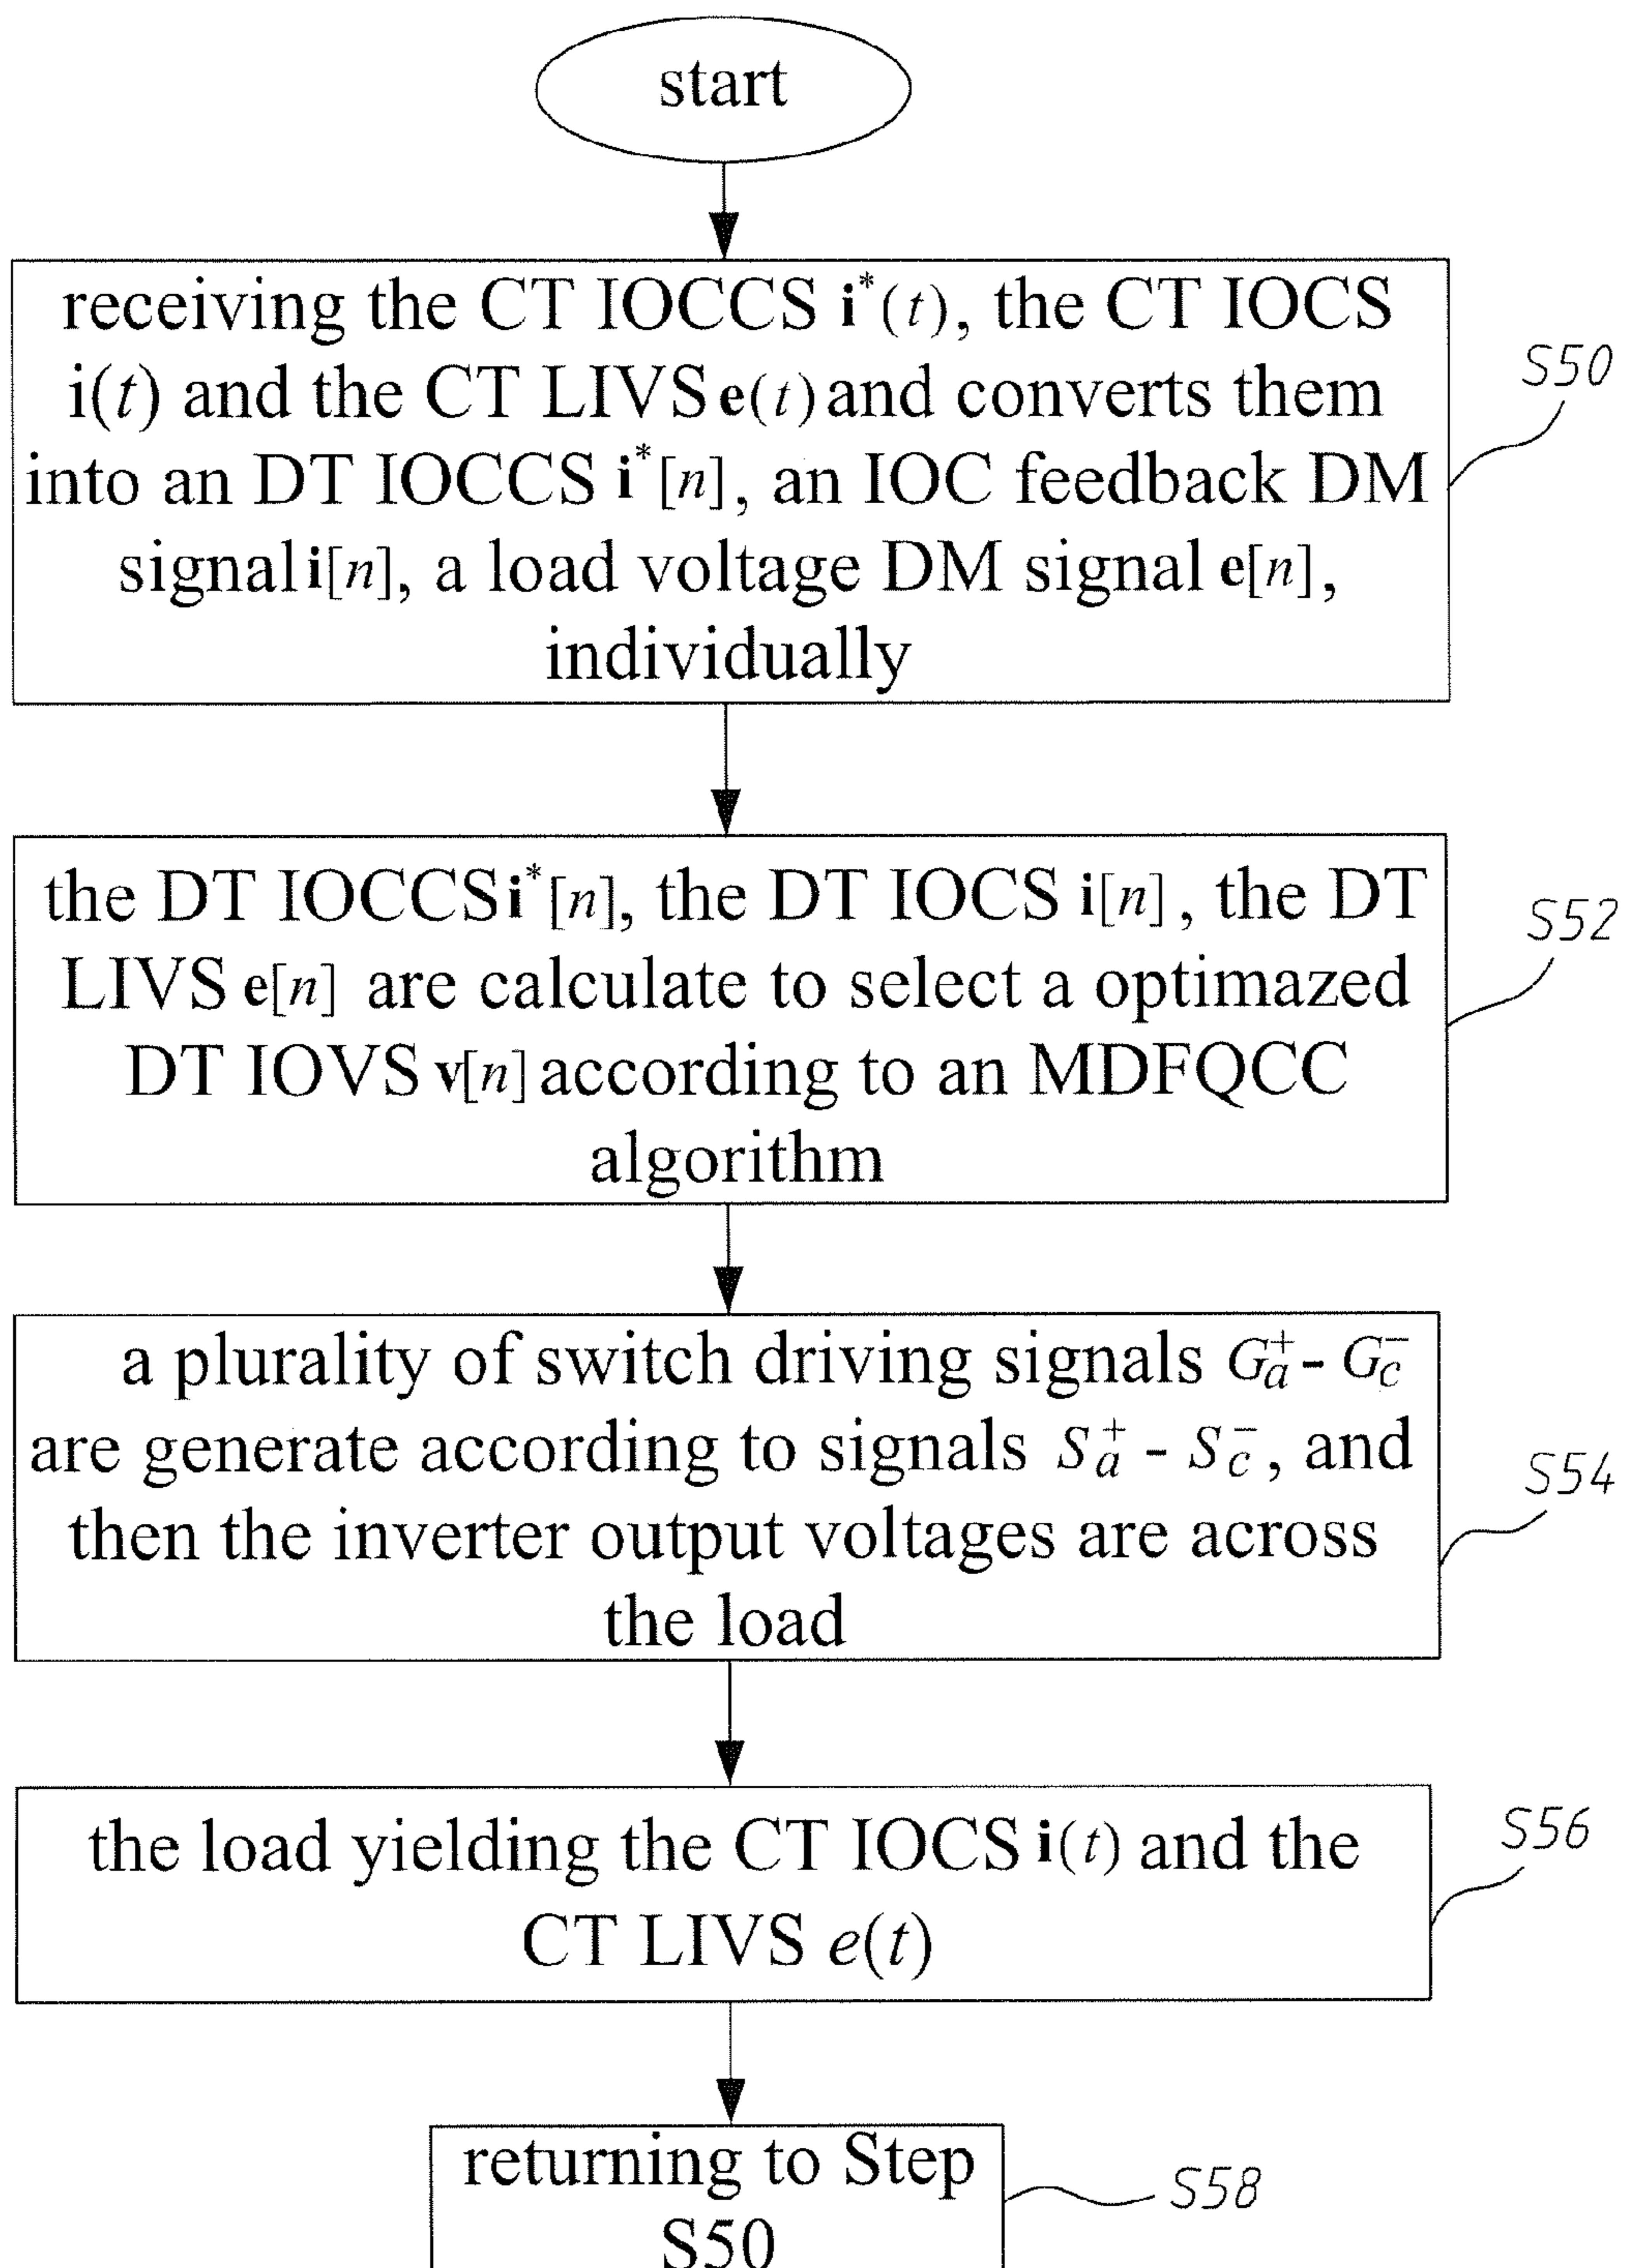 start
receiving the CT IOCCS i*(t), the CT IOCS
i(t) and the CT LIVS e(t) and converts them
into an DT IOCCS i*[n], an IOC feedback DM
signal i[n], a load voltage DM signal e[n],
individually
S50
the DT IOCCS i*[n], the DT IOCS i[n], the DT
LIVS e[n] are calculate to select a optimazed
DT IOVS v[n] according to an MDFQCC
algorithm
S52
a plurality of switch driving signals G_a^+ - G_c^-
are generate according to signals S_a^+ - S_c^-, and
then the inverter output voltages are across
the load
S54
the load yielding the CT IOCS i(t) and the
CT LIVS e(t)
S56
returning to Step
S50
S58